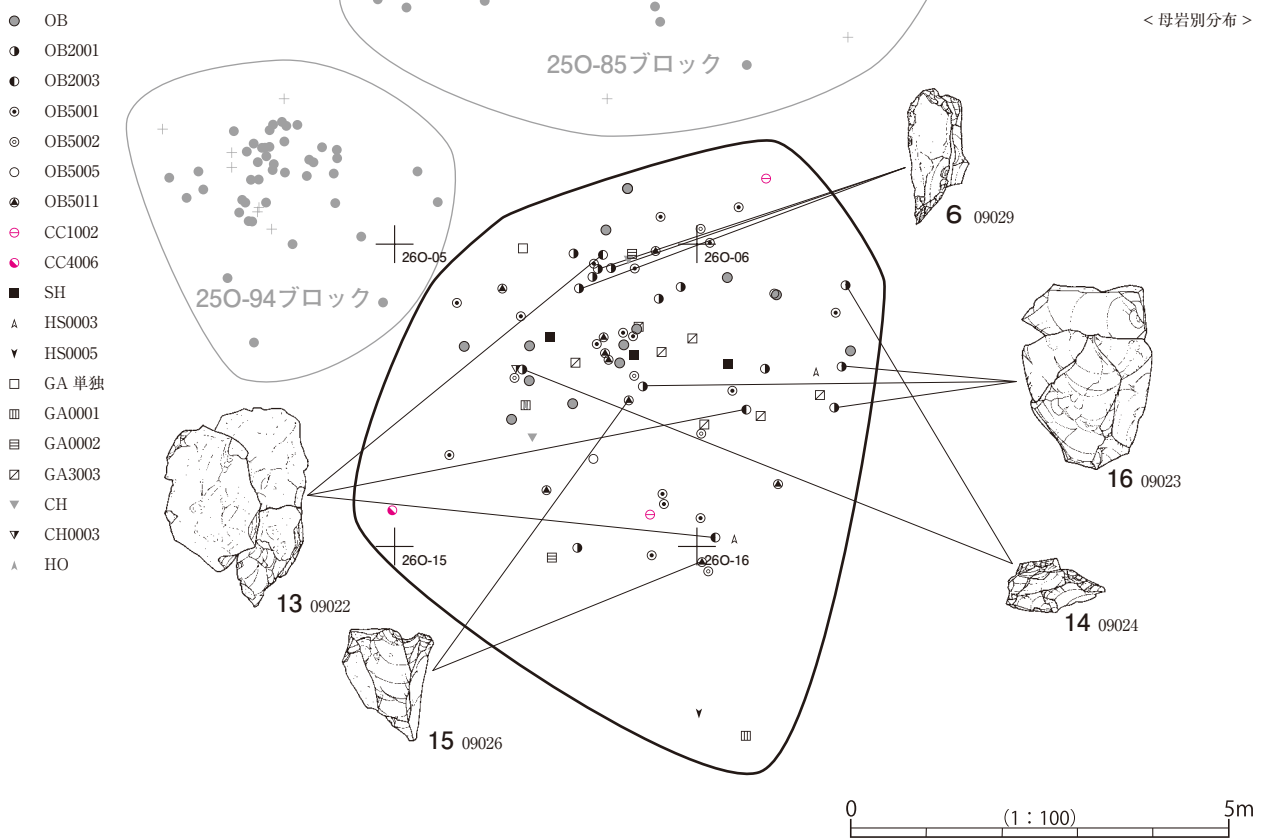 <母岩別分布>
OB
OB2001
OB2003
OB5001
OB5002
OB5005
OB5011
CC1002
CC4006
SH
HS0003
HS0005
GA 単独
GA0001
GA0002
GA3003
CH
CH0003
HO
25O-85ブロック
25O-94ブロック
26O-05
26O-06
26O-15
26O-16
6 09029
16 09023
13 09022
14 09024
15 09026
0 (1：100) 5m